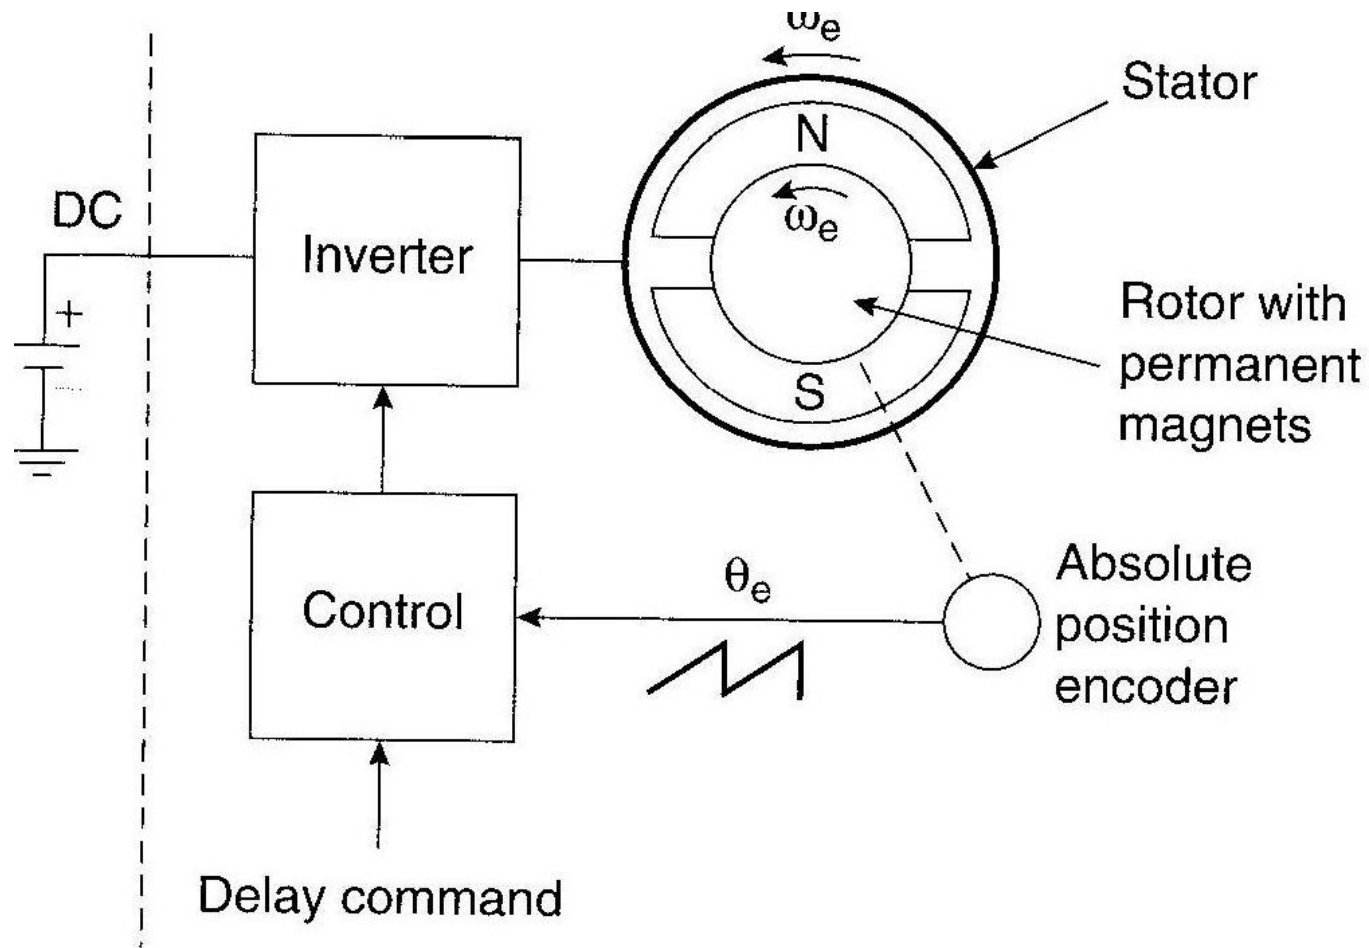 ωe
Stator
N
DC
ωe
Inverter
+
Rotor with
permanent
magnets
S
θe
Absolute
position
encoder
Control
Delay command